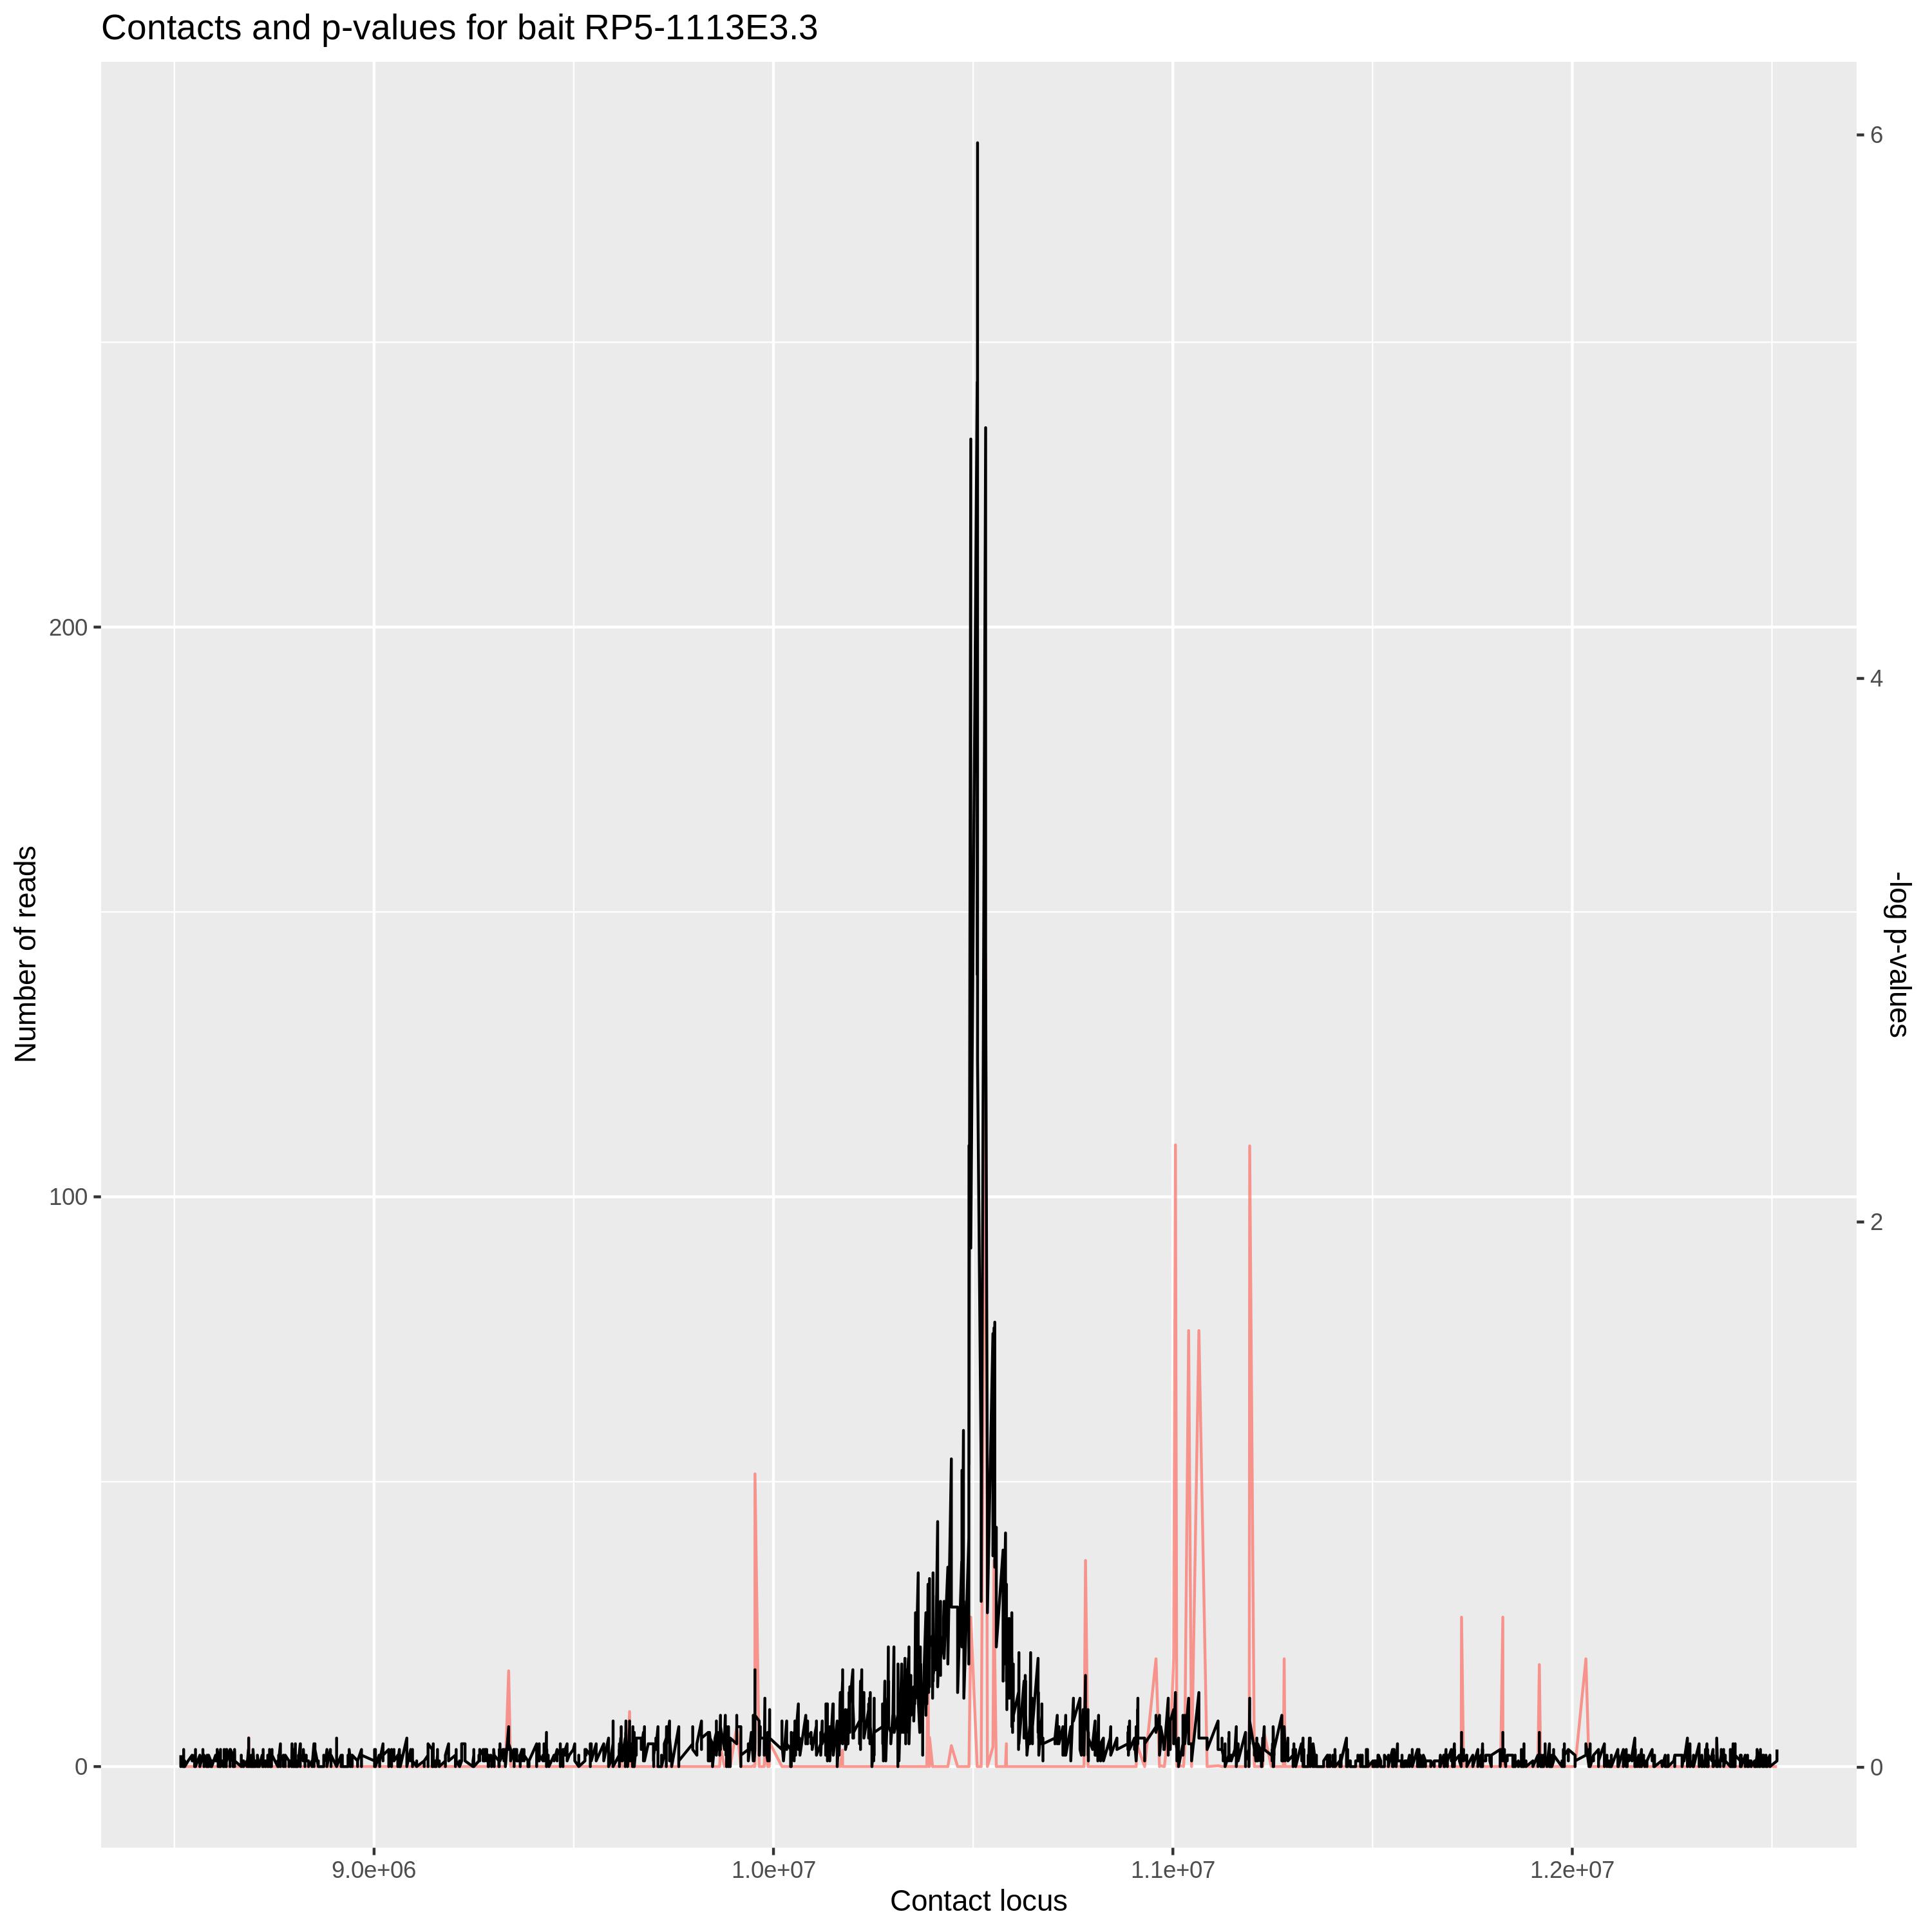 Contacts and p-values for bait RP5-1113E3.3
Number of reads
200
100
0
6
4
2
0
-log p-values
9.0e+06
1.0e+07
1.1e+07
1.2e+07
Contact locus